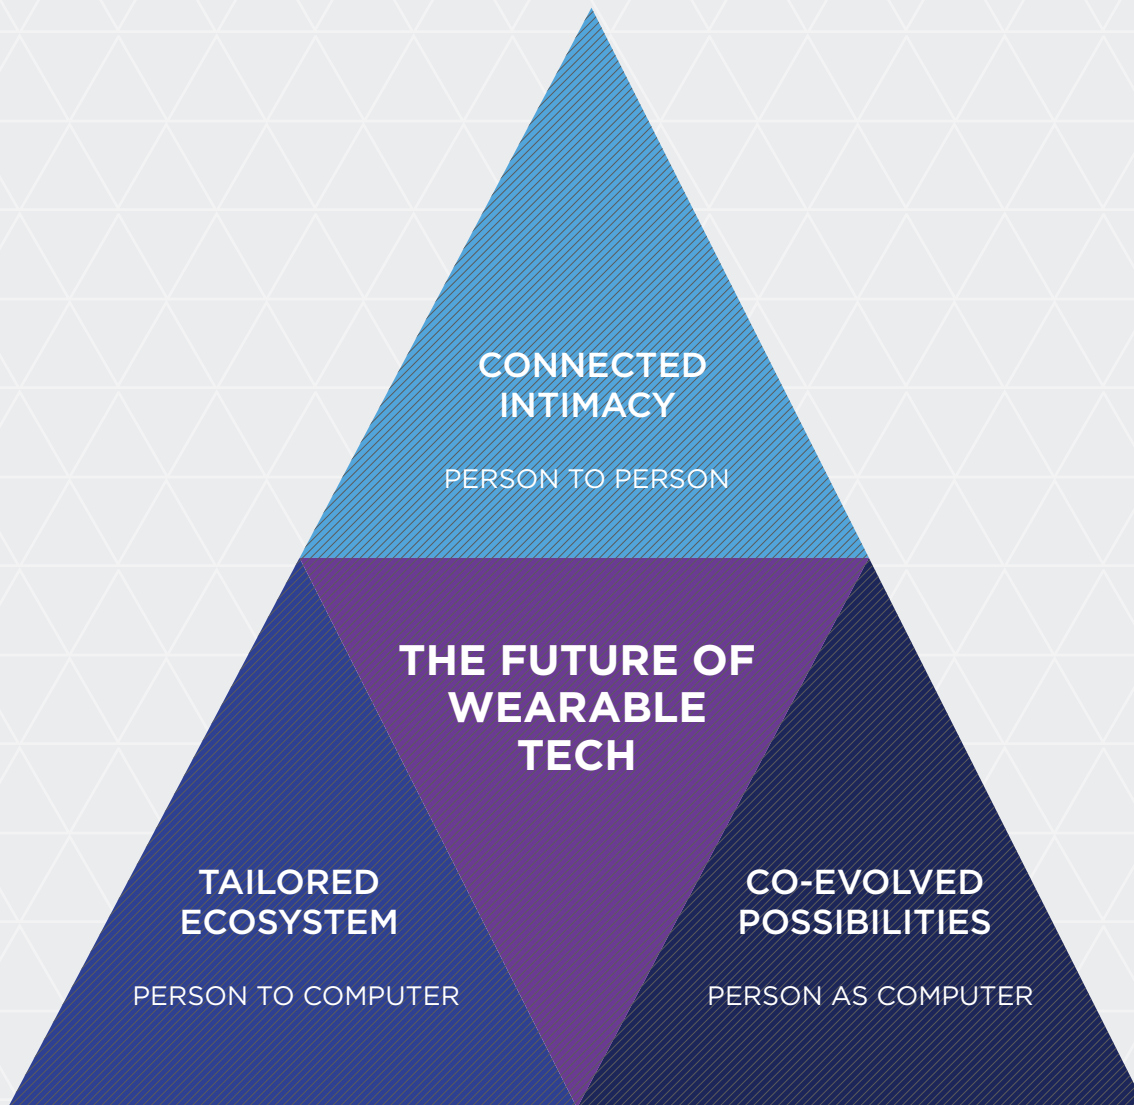 CONNECTED
INTIMACY
PERSON TO PERSON
THE FUTURE OF
WEARABLE
TECH
TAILORED
ECOSYSTEM
PERSON TO COMPUTER
CO-EVOLVED
POSSIBILITIES
PERSON AS COMPUTER